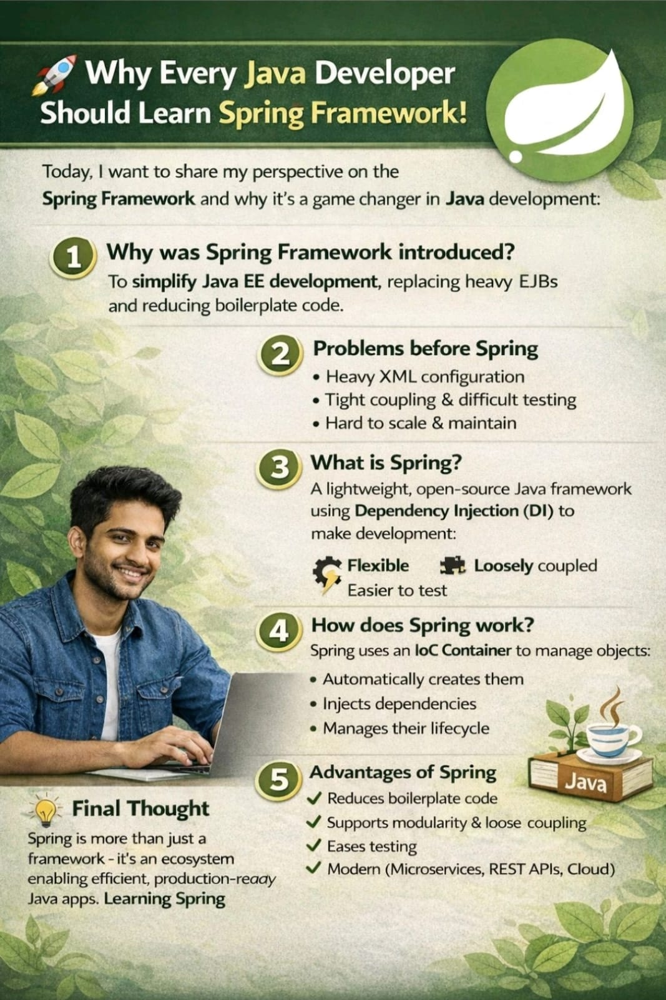 🚀 Why Every Java Developer
Should Learn Spring Framework!
Today, I want to share my perspective on the
Spring Framework and why it's a game changer in Java development:
1 Why was Spring Framework introduced?
To simplify Java EE development, replacing heavy EJBs
and reducing boilerplate code.
2 Problems before Spring
• Heavy XML configuration
• Tight coupling & difficult testing
• Hard to scale & maintain
3 What is Spring?
A lightweight, open-source Java framework
using Dependency Injection (DI) to
make development:
Flexible Loosely coupled
Easier to test
4 How does Spring work?
Spring uses an IoC Container to manage objects:
• Automatically creates them
• Injects dependencies
• Manages their lifecycle
Java
5 Advantages of Spring
✓ Reduces boilerplate code
✓ Supports modularity & loose coupling
✓ Eases testing
✓ Modern (Microservices, REST APIs, Cloud)
💡 Final Thought
Spring is more than just a
framework - it's an ecosystem
enabling efficient, production-ready
Java apps. Learning Spring